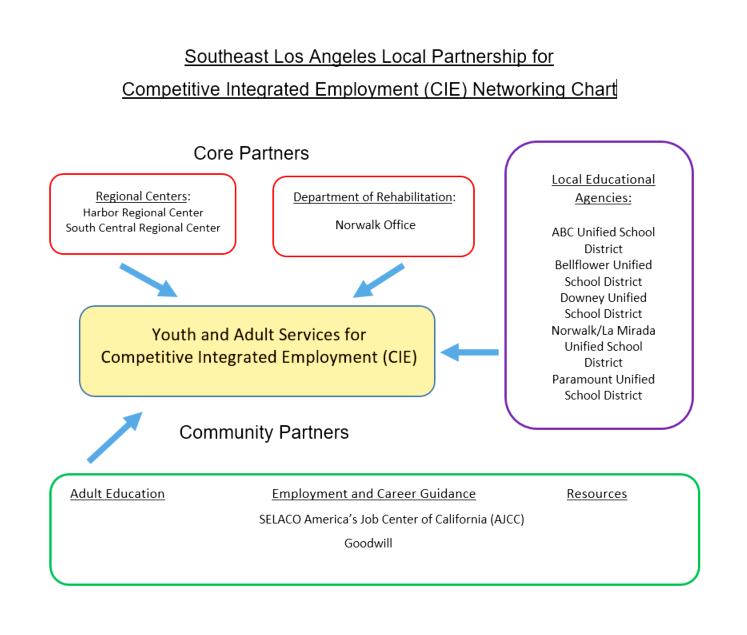 Southeast Los Angeles Local Partnership for
Competitive Integrated Employment (CIE) Networking Chart
Core Partners
Regional Centers:
Harbor Regional Center
South Central Regional Center
Department of Rehabilitation:
Norwalk Office
Local Educational
Agencies:
ABC Unified School
District
Bellflower Unified
School District
Downey Unified
School District
Norwalk/La Mirada
Unified School
District
Paramount Unified
School District
Youth and Adult Services for
Competitive Integrated Employment (CIE)
Community Partners
Adult Education
Employment and Career Guidance
SELACO America’s Job Center of California (AJCC)
Goodwill
Resources